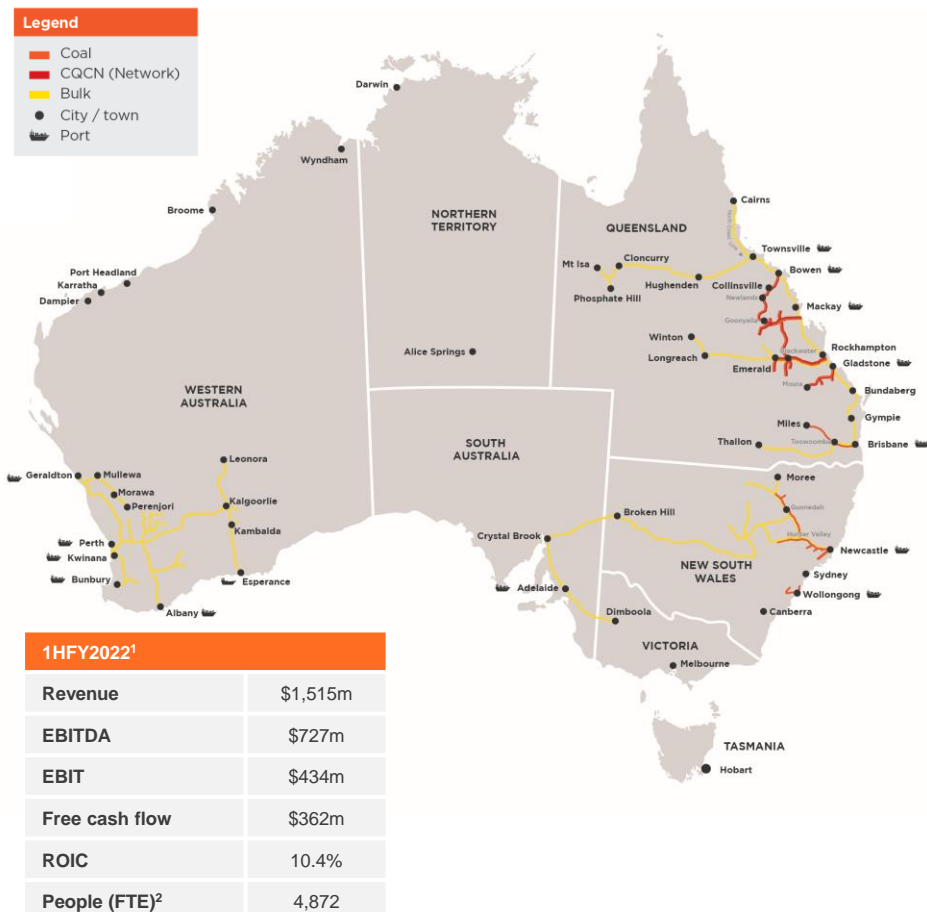 Legend
Coal
CQCN (Network)
Bulk
City / town
Port
Darwin
Wyndham
Broome
Port Headland
Karratha
Dampier
NORTHERN
TERRITORY
Alice Springs
WESTERN
AUSTRALIA
SOUTH
AUSTRALIA
QUEENSLAND
Cairns
North Coast Line
Townsville
Bowen
Mt Isa
Cloncurry
Phosphate Hill
Hughenden
Collinsville
Newlands
Mackay
Goonyella
Winton
Longreach
Emerald
Blackwater
Rockhampton
Gladstone
Moura
Bundaberg
Gympie
Miles
Thallon
Toowoomba
Brisbane
Leonora
Geraldton
Mullewa
Morawa
Perenjori
Kalgoorlie
Kambalda
Perth
Kwinana
Bunbury
Esperance
Albany
Moree
Gunnedah
Broken Hill
Crystal Brook
Hunter Valley
Newcastle
NEW SOUTH
WALES
Sydney
Wollongong
Canberra
Adelaide
Dimboola
VICTORIA
Melbourne
TASMANIA
Hobart
1HFY2022¹
Revenue $1,515m
EBITDA $727m
EBIT $434m
Free cash flow $362m
ROIC 10.4%
People (FTE)² 4,872